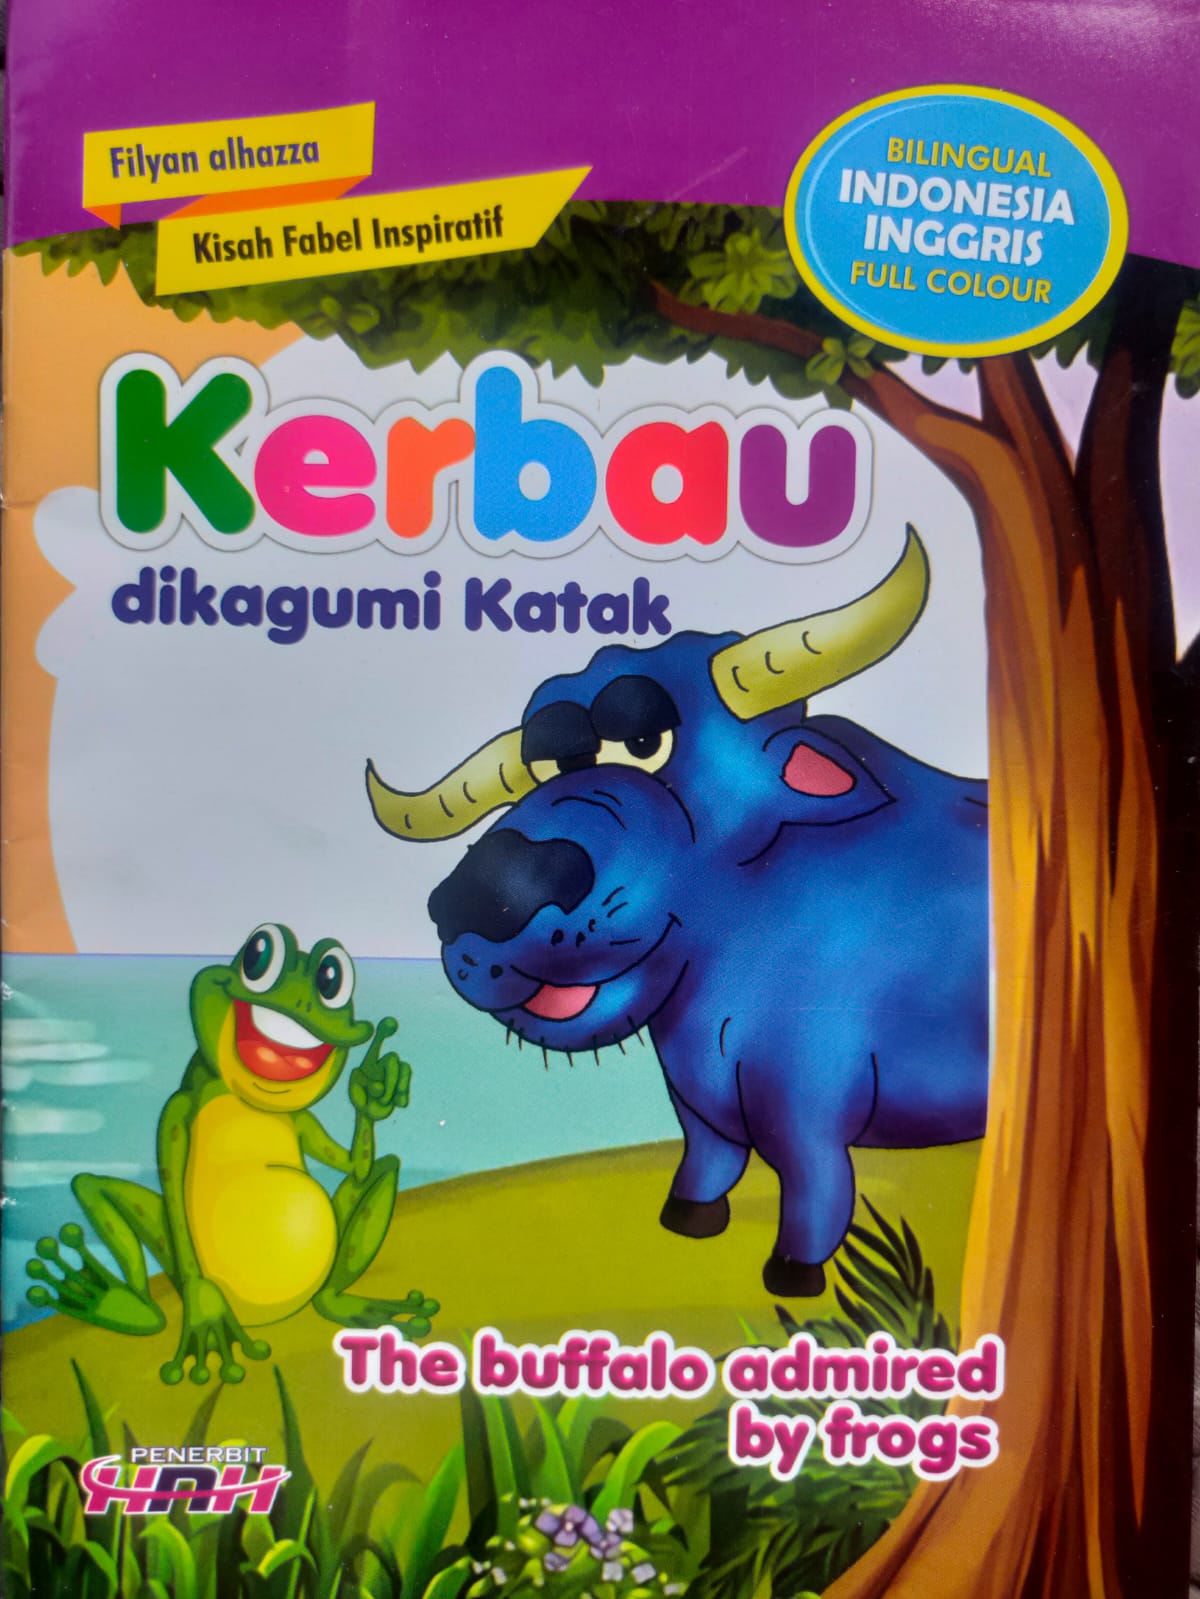 Filyan alhazza
Kisah Fabel Inspiratif
BILINGUAL
INDONESIA
INGGRIS
FULL COLOUR
Kerbau
dikagumi Katak
The buffalo admired
by frogs
PENERBIT
HNH